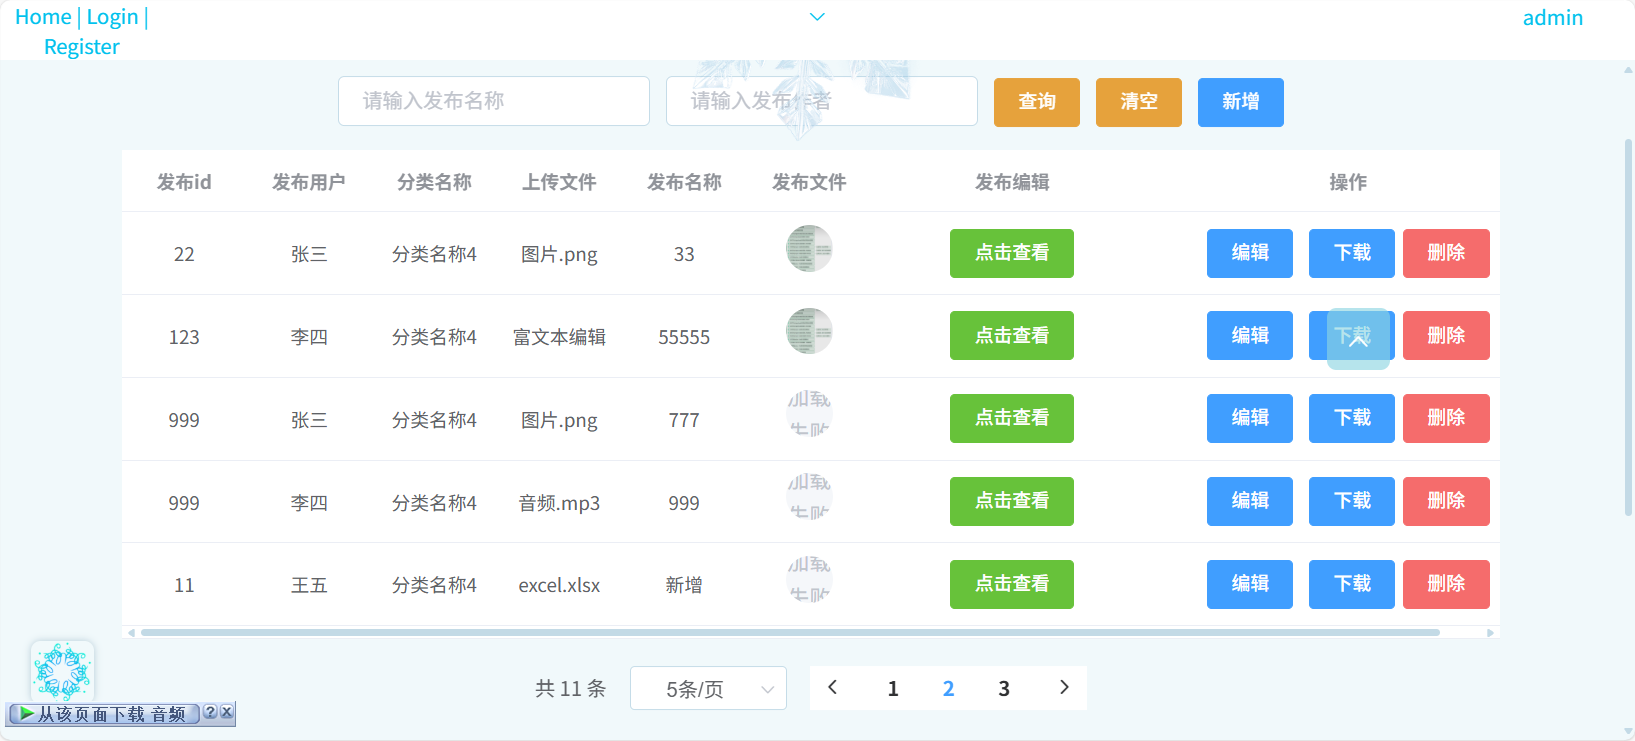 Home | Login |
Register
admin
请输入发布名称 请输入发布作者 查询 清空 新增
发布id 发布用户 分类名称 上传文件 发布名称 发布文件 发布编辑 操作
22 张三 分类名称4 图片.png 33 点击查看 编辑 下载 删除
123 李四 分类名称4 富文本编辑 55555 点击查看 编辑 下载 删除
999 张三 分类名称4 图片.png 777 加载失败 点击查看 编辑 下载 删除
999 李四 分类名称4 音频.mp3 999 加载失败 点击查看 编辑 下载 删除
11 王五 分类名称4 excel.xlsx 新增 加载失败 点击查看 编辑 下载 删除
共 11 条 5条/页 1 2 3
从该页面下载 音频 ? X